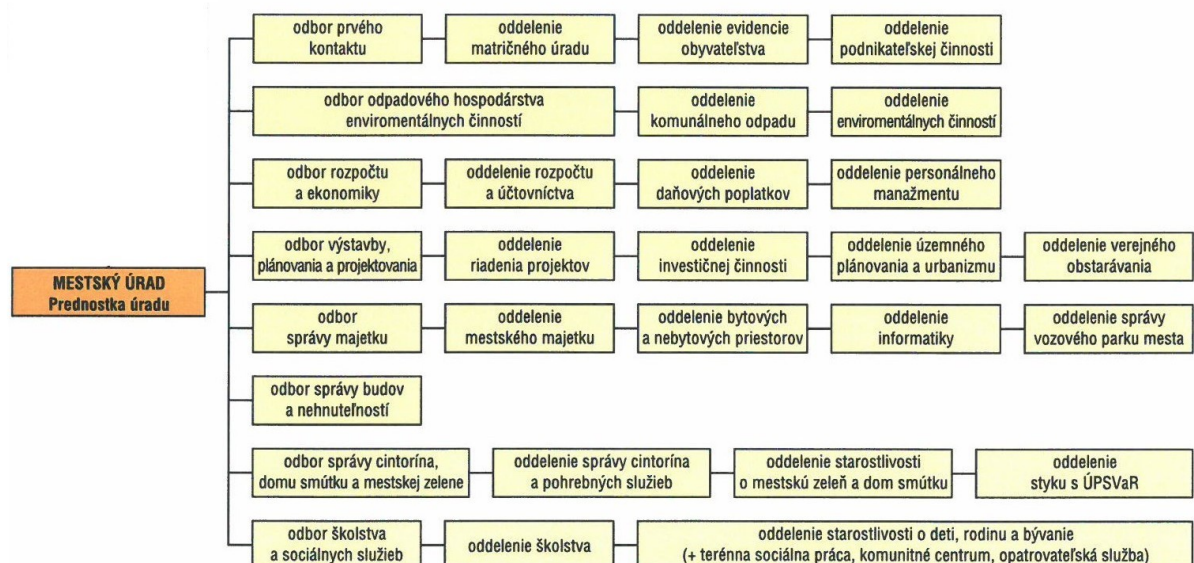 odbor prvého
kontaktu
oddelenie
matričného úradu
oddelenie evidencie
obyvateľstva
oddelenie
podnikateľskej činnosti
odbor odpadového hospodárstva
enviromentálnych činností
oddelenie
komunálneho odpadu
oddelenie
enviromentálnych činností
odbor rozpočtu
a ekonomiky
oddelenie rozpočtu
a účtovníctva
oddelenie
daňových poplatkov
oddelenie personálneho
manažmentu
odbor výstavby,
plánovania a projektovania
oddelenie
riadenia projektov
oddelenie
investičnej činnosti
oddelenie územného
plánovania a urbanizmu
oddelenie verejného
obstarávania
MESTSKÝ ÚRAD
Prednostka úradu
odbor
správy majetku
oddelenie
mestského majetku
oddelenie bytových
a nebytových priestorov
oddelenie
informatiky
oddelenie správy
vozového parku mesta
odbor správy budov
a nehnuteľností
odbor správy cintorína,
domu smútku a mestskej zelene
oddelenie správy cintorína
a pohrebných služieb
oddelenie starostlivosti
o mestskú zeleň a dom smútku
oddelenie
styku s ÚPSVaR
odbor školstva
a sociálnych služieb
oddelenie školstva
oddelenie starostlivosti o deti, rodinu a bývanie
(+ terénna sociálna práca, komunitné centrum, opatrovateľská služba)